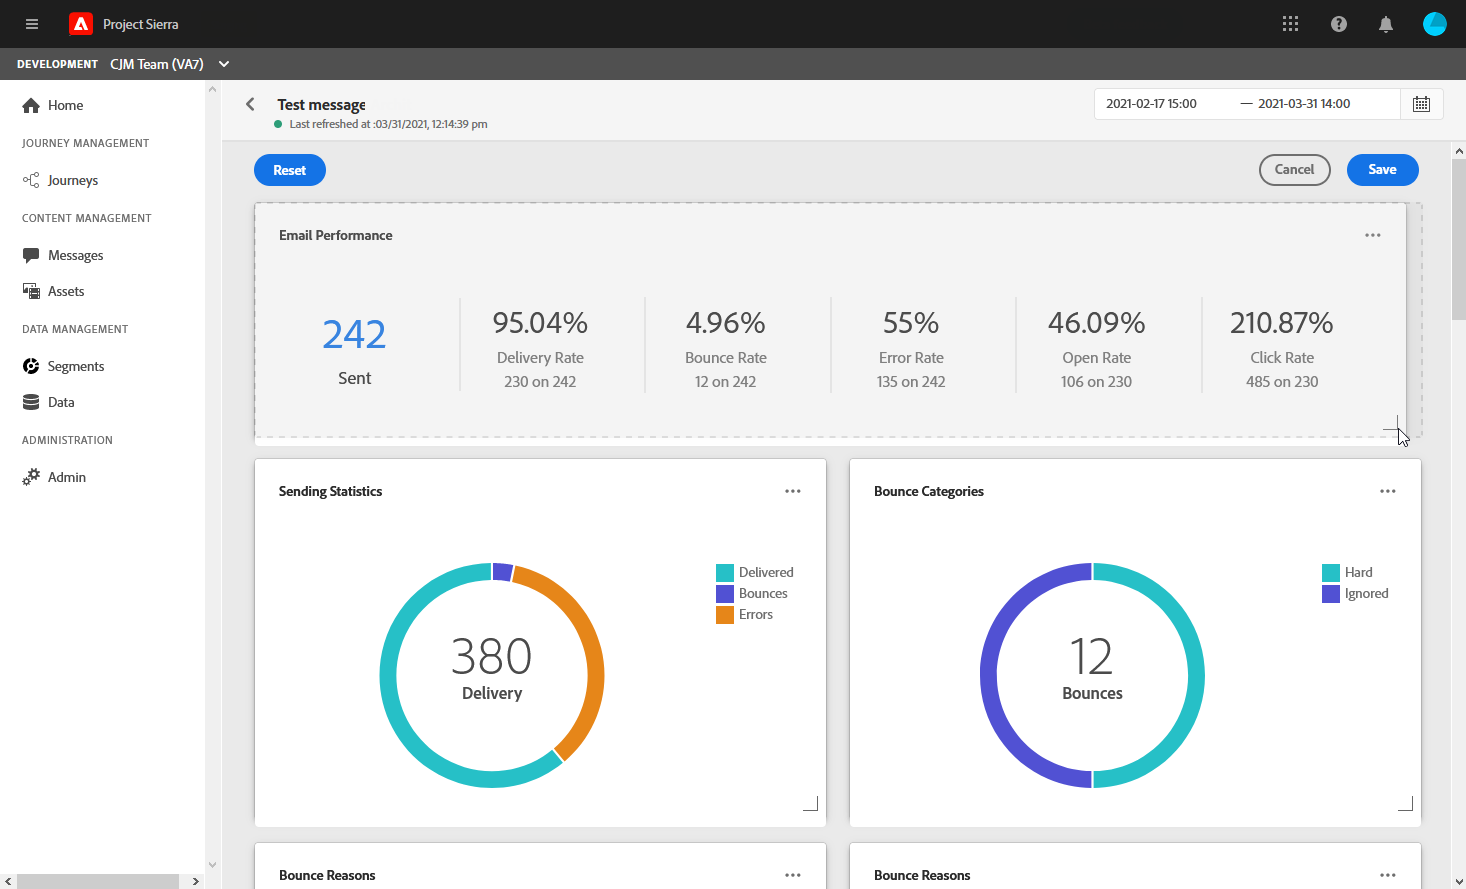 Project Sierra
DEVELOPMENT CJM Team (VA7)
Home
JOURNEY MANAGEMENT
Journeys
CONTENT MANAGEMENT
Messages
Assets
DATA MANAGEMENT
Segments
Data
ADMINISTRATION
Admin
Test message
Last refreshed at :03/31/2021, 12:14:39 pm
2021-02-17 15:00 — 2021-03-31 14:00
Reset
Cancel
Save
Email Performance
242
Sent
95.04%
Delivery Rate
230 on 242
4.96%
Bounce Rate
12 on 242
55%
Error Rate
135 on 242
46.09%
Open Rate
106 on 230
210.87%
Click Rate
485 on 230
Sending Statistics
Delivered
Bounces
Errors
380
Delivery
Bounce Categories
Hard
Ignored
12
Bounces
Bounce Reasons
Bounce Reasons